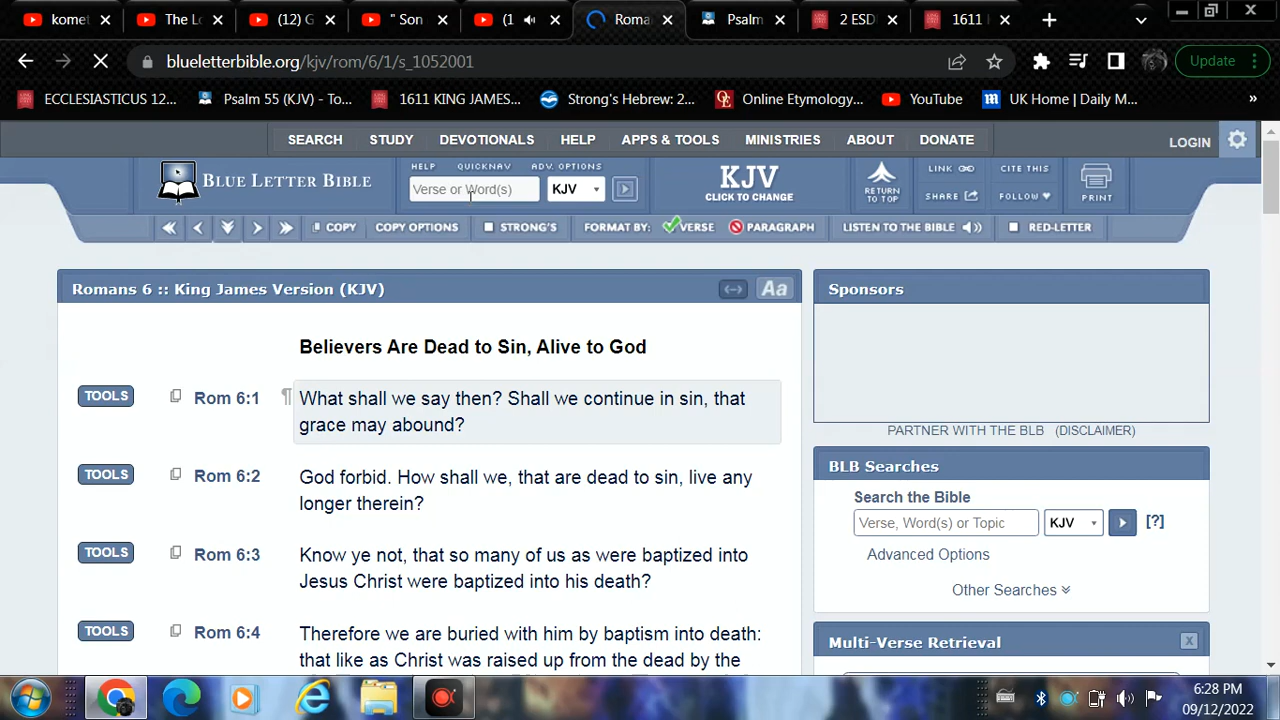 komet
The Lo
(12) G
" Son
(1
Roma
Psalm
2 ESD
1611
blueletterbible.org/kjv/rom/6/1/s_1052001
Update
ECCLESIASTICUS 12...
Psalm 55 (KJV) - To...
1611 KING JAMES...
Strong's Hebrew: 2...
Online Etymology...
YouTube
UK Home | Daily M...
SEARCH
STUDY
DEVOTIONALS
HELP
APPS & TOOLS
MINISTRIES
ABOUT
DONATE
LOGIN
BLUE LETTER BIBLE
HELP
QUICKNAV
ADV. OPTIONS
Verse or Word(s)
KJV
KJV
CLICK TO CHANGE
RETURN
TO TOP
LINK
CITE THIS
SHARE
FOLLOW
PRINT
COPY
COPY OPTIONS
STRONG'S
FORMAT BY:
VERSE
PARAGRAPH
LISTEN TO THE BIBLE
RED-LETTER
Romans 6 :: King James Version (KJV)
Aa
Believers Are Dead to Sin, Alive to God
TOOLS
Rom 6:1
¶
What shall we say then? Shall we continue in sin, that
grace may abound?
TOOLS
Rom 6:2
God forbid. How shall we, that are dead to sin, live any
longer therein?
TOOLS
Rom 6:3
Know ye not, that so many of us as were baptized into
Jesus Christ were baptized into his death?
TOOLS
Rom 6:4
Therefore we are buried with him by baptism into death:
that like as Christ was raised up from the dead by the
Sponsors
PARTNER WITH THE BLB (DISCLAIMER)
BLB Searches
Search the Bible
Verse, Word(s) or Topic
KJV
[?]
Advanced Options
Other Searches
Multi-Verse Retrieval
x
6:28 PM
09/12/2022